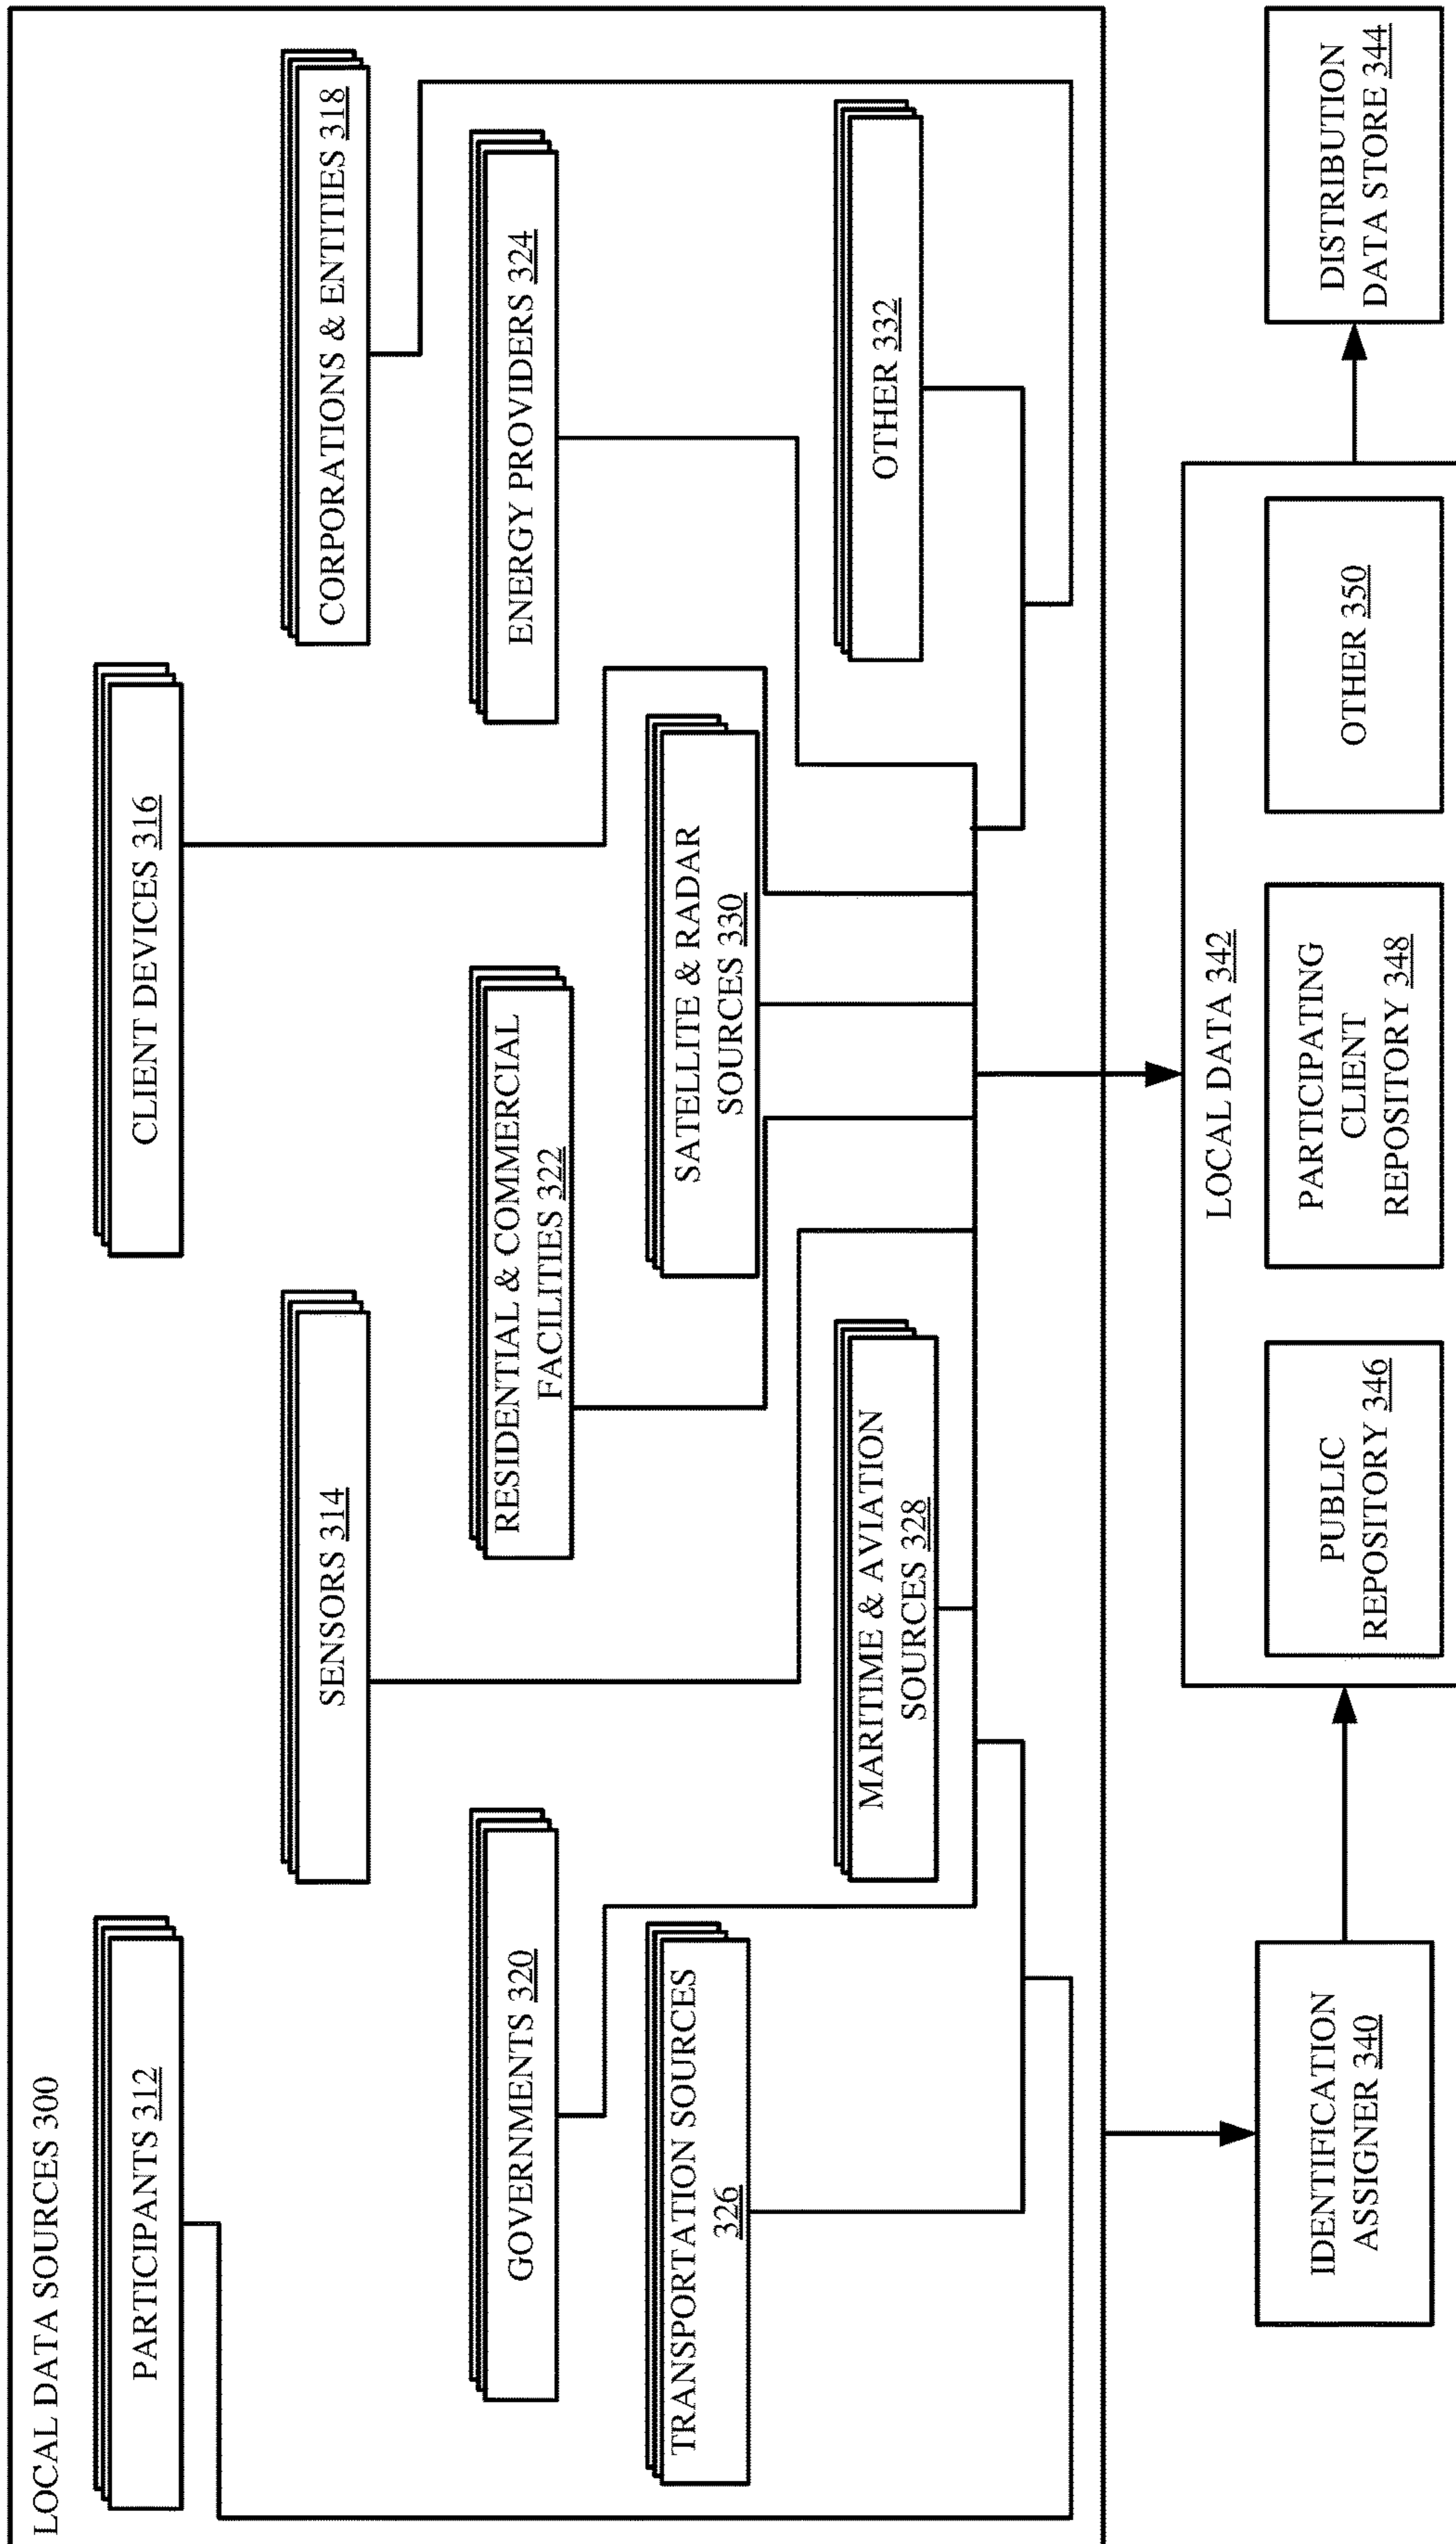 LOCAL DATA SOURCES 300
PARTICIPANTS 312
CLIENT DEVICES 316
SENSORS 314
CORPORATIONS & ENTITIES 318
GOVERNMENTS 320
RESIDENTIAL & COMMERCIAL
FACILITIES 322
ENERGY PROVIDERS 324
TRANSPORTATION SOURCES
326
SATELLITE & RADAR
SOURCES 330
MARITIME & AVIATION
SOURCES 328
OTHER 332
IDENTIFICATION
ASSIGNER 340
LOCAL DATA 342
PUBLIC
REPOSITORY 346
PARTICIPATING
CLIENT
REPOSITORY 348
OTHER 350
DISTRIBUTION
DATA STORE 344